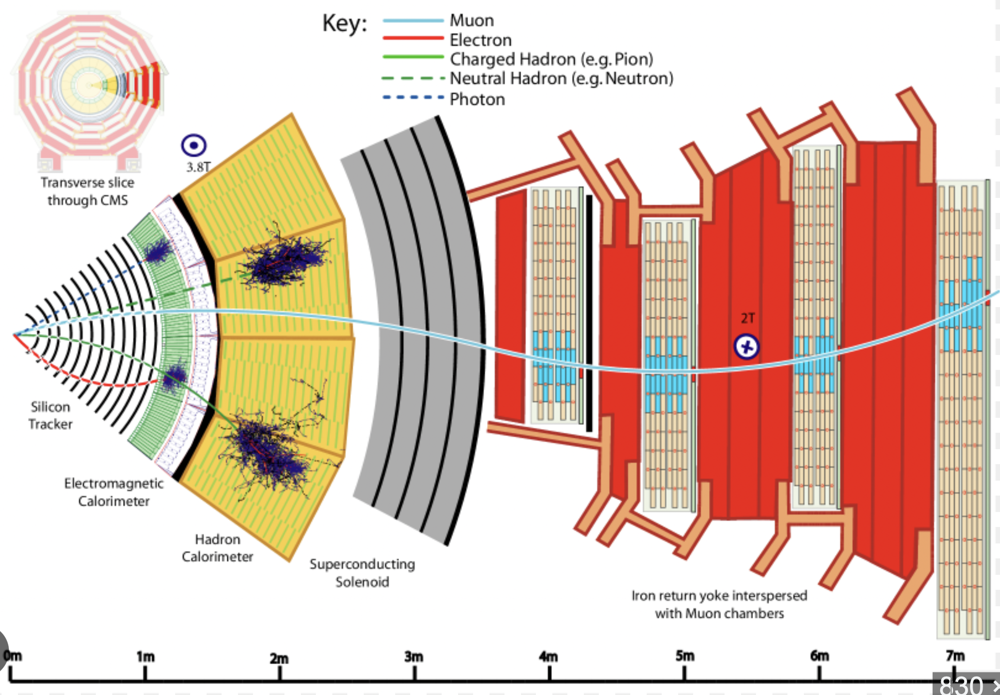 Key:
Muon
Electron
Charged Hadron (e.g. Pion)
Neutral Hadron (e.g. Neutron)
Photon
3.8T
Transverse slice
through CMS
2T
Silicon
Tracker
Electromagnetic
Calorimeter
Hadron
Calorimeter
Superconducting
Solenoid
Iron return yoke interspersed
with Muon chambers
0m 1m 2m 3m 4m 5m 6m 7m
830 ×